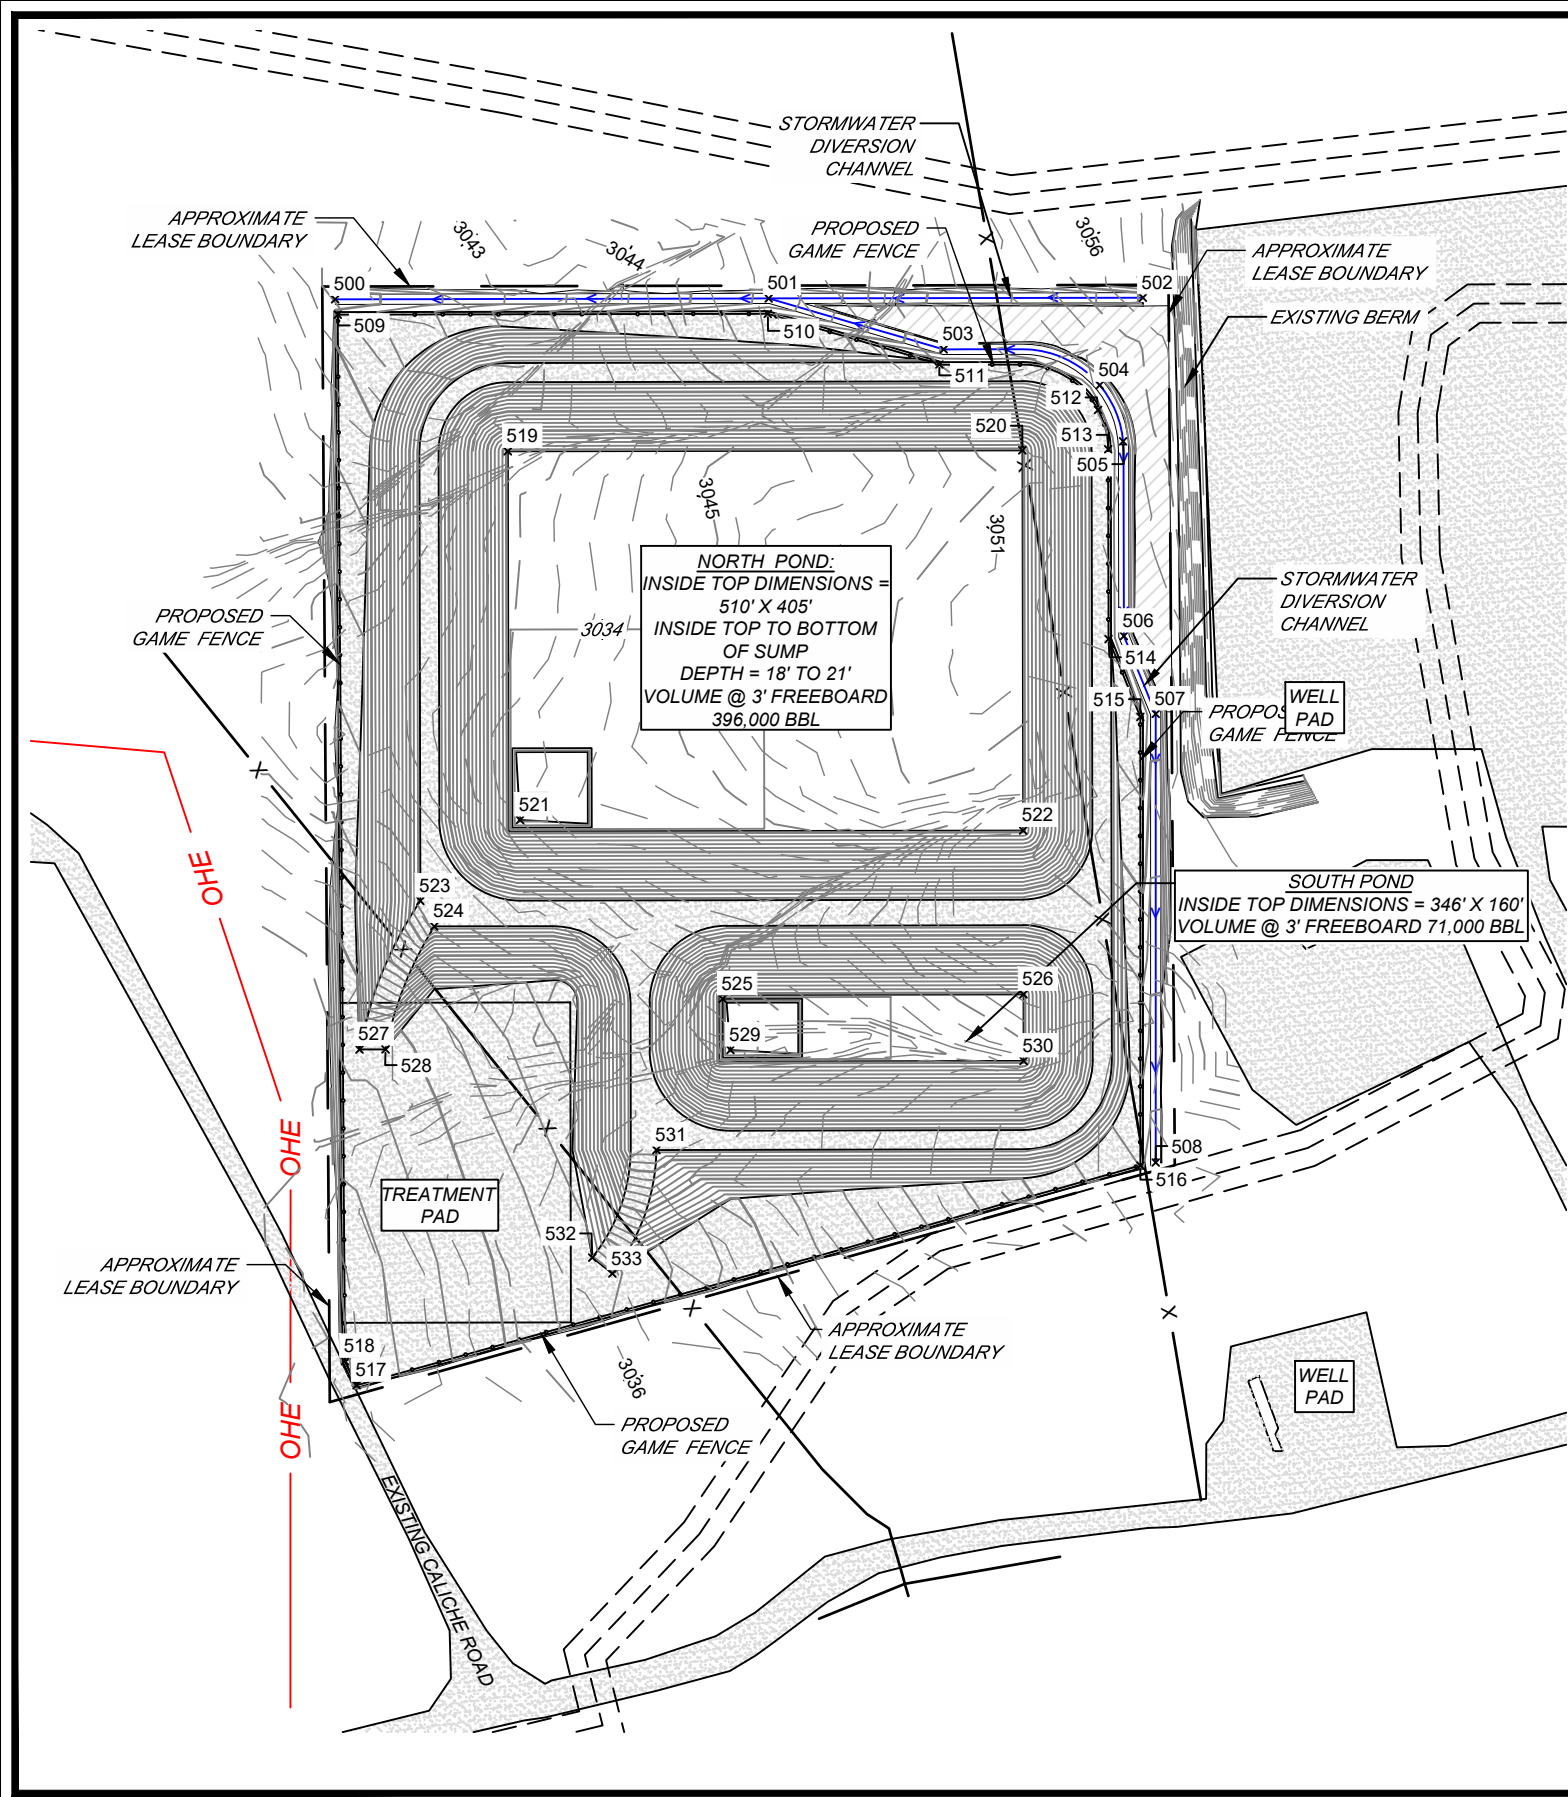 STORMWATER
DIVERSION
CHANNEL
APPROXIMATE
LEASE BOUNDARY
3043
3044
PROPOSED
GAME FENCE
3056
APPROXIMATE
LEASE BOUNDARY
500
501
502
EXISTING BERM
509
510
503
511
504
512
520
513
519
505
3045
3051
NORTH POND:
INSIDE TOP DIMENSIONS =
510' X 405'
INSIDE TOP TO BOTTOM
OF SUMP
DEPTH = 18' TO 21'
VOLUME @ 3' FREEBOARD
396,000 BBL
3034
STORMWATER
DIVERSION
CHANNEL
PROPOSED
GAME FENCE
506
514
515
507
PROPOS
GAME FENCE
WELL
PAD
X
X
X
X
521
522
OHE
523
524
SOUTH POND
INSIDE TOP DIMENSIONS = 346' X 160'
VOLUME @ 3' FREEBOARD 71,000 BBL
X
X
525
526
527
529
528
530
OHE
X
531
508
516
TREATMENT
PAD
532
533
APPROXIMATE
LEASE BOUNDARY
X
X
APPROXIMATE
LEASE BOUNDARY
518
517
3036
WELL
PAD
OHE
PROPOSED
GAME FENCE
EXISTING CALICHE ROAD